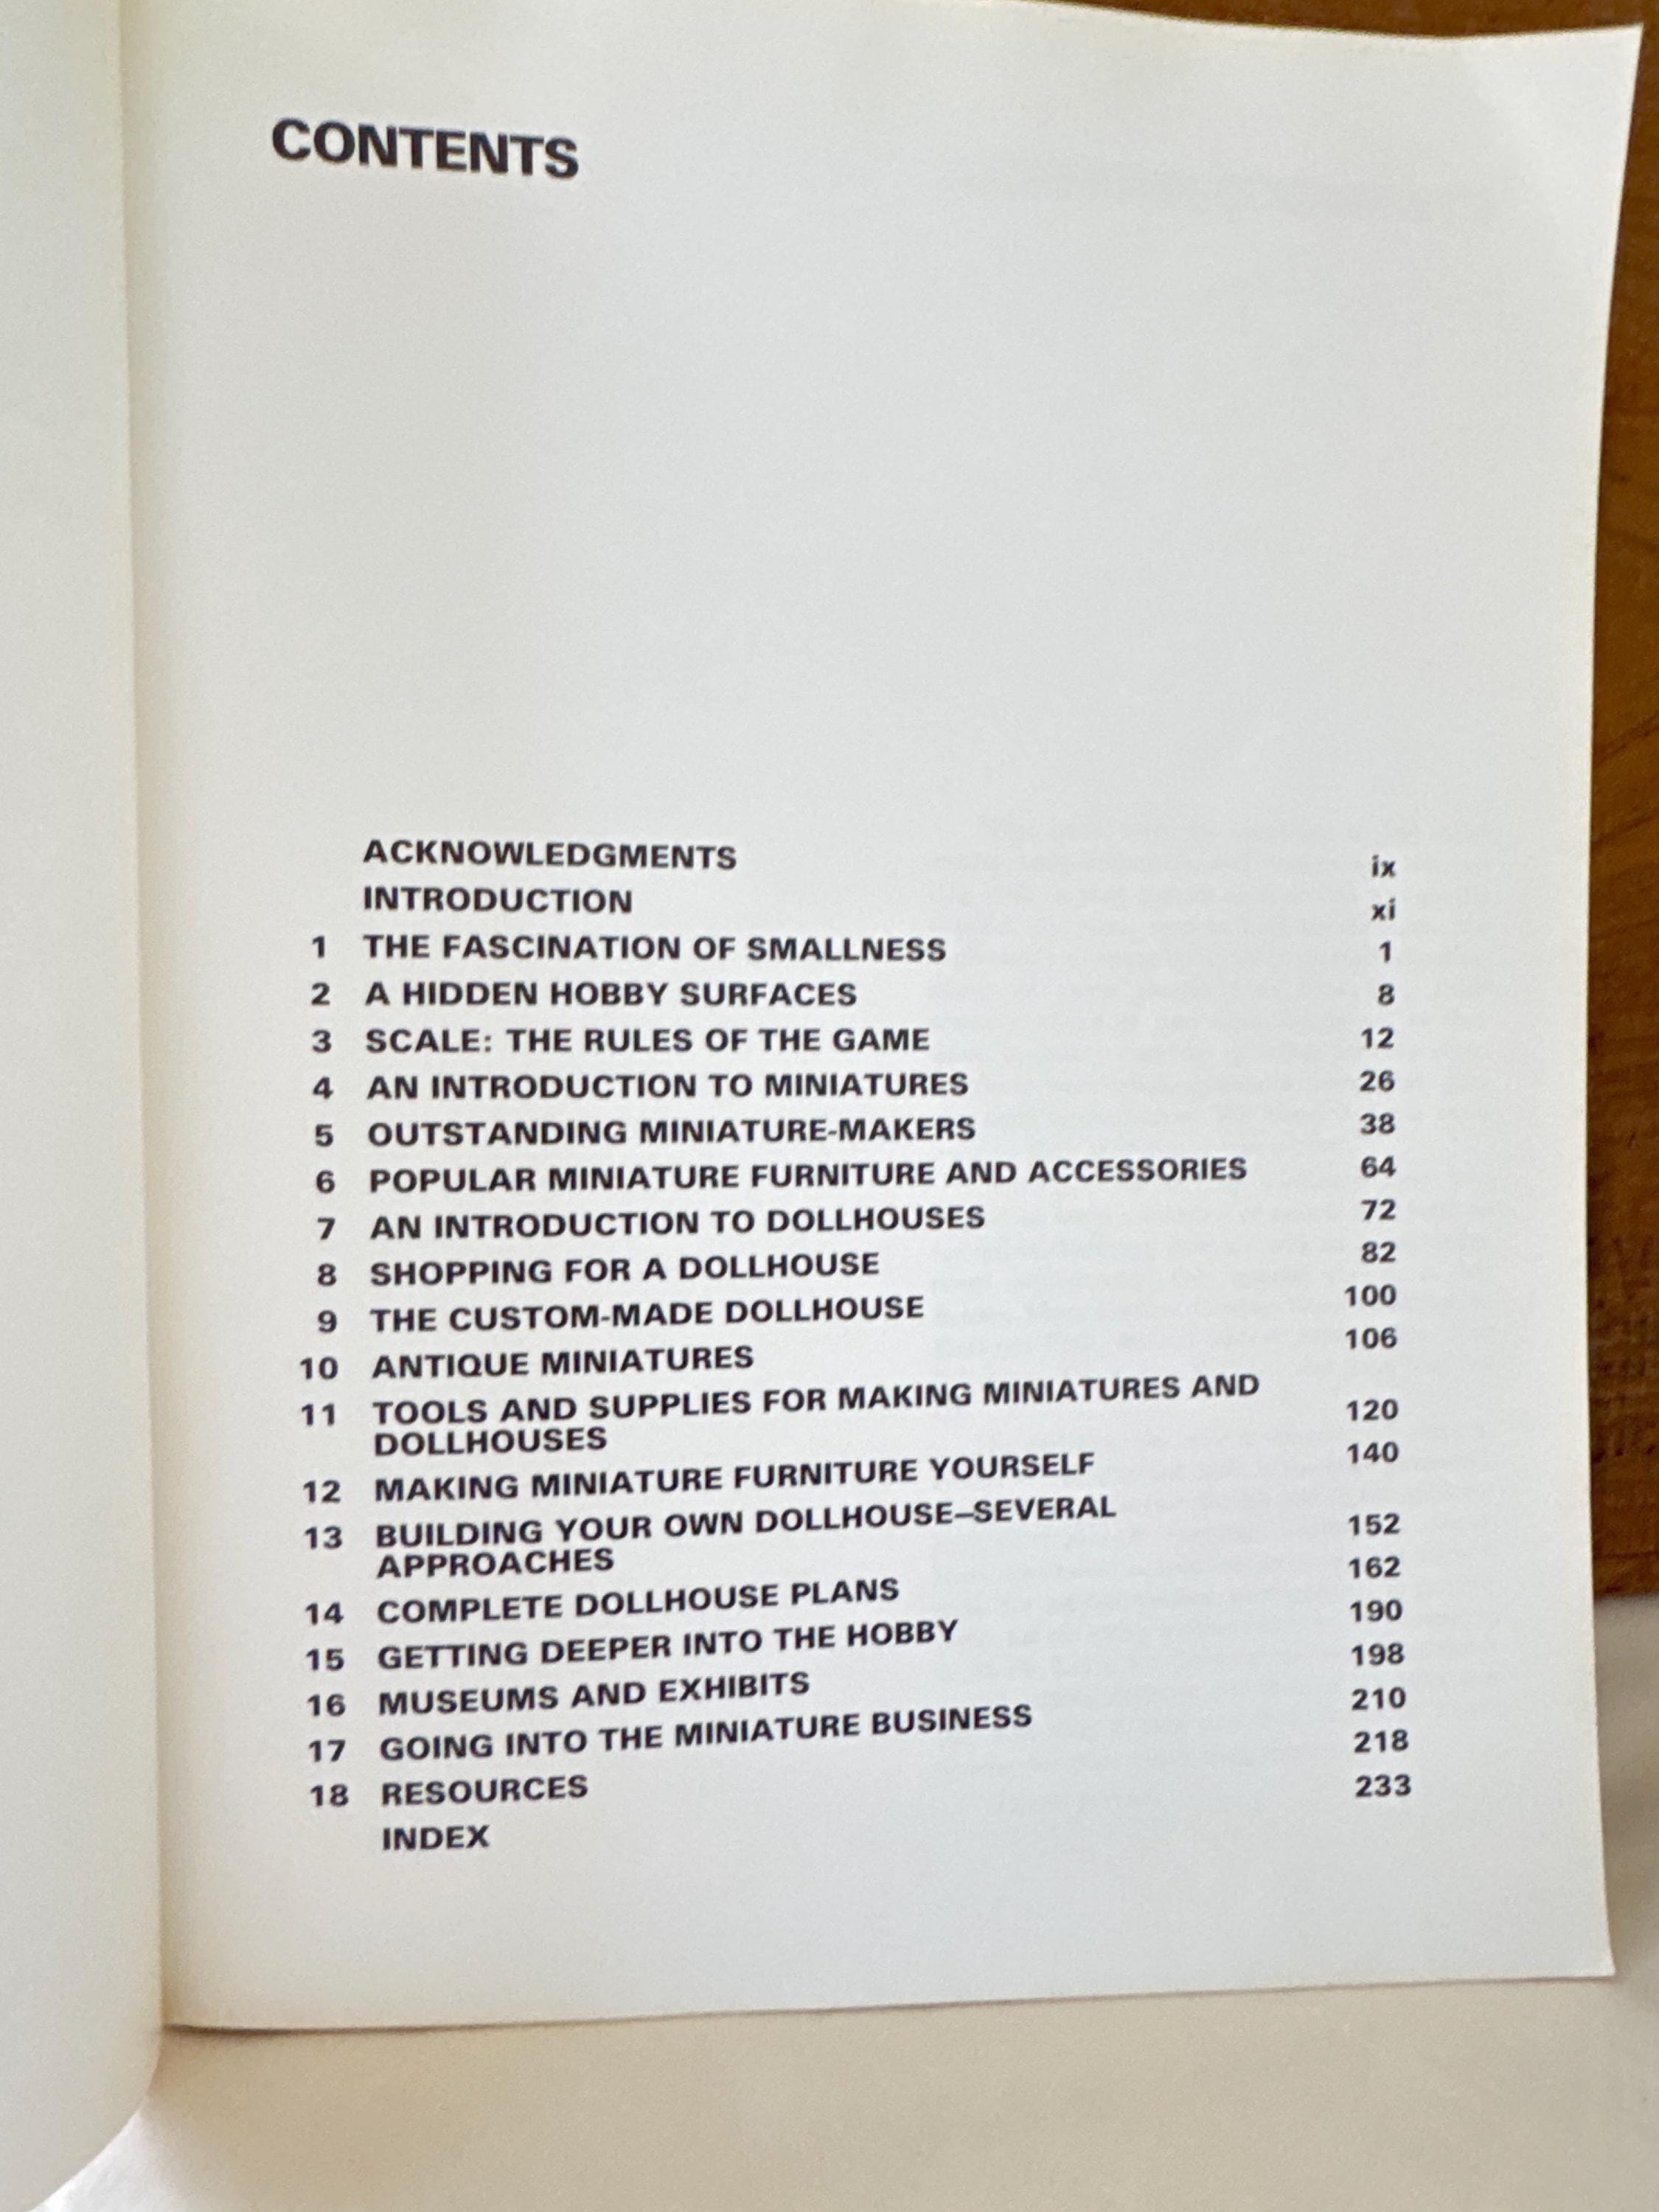 CONTENTS
ACKNOWLEDGMENTS ix
INTRODUCTION xi
1 THE FASCINATION OF SMALLNESS 1
2 A HIDDEN HOBBY SURFACES 8
3 SCALE: THE RULES OF THE GAME 12
4 AN INTRODUCTION TO MINIATURES 26
5 OUTSTANDING MINIATURE-MAKERS 38
6 POPULAR MINIATURE FURNITURE AND ACCESSORIES 64
7 AN INTRODUCTION TO DOLLHOUSES 72
8 SHOPPING FOR A DOLLHOUSE 82
9 THE CUSTOM-MADE DOLLHOUSE 100
10 ANTIQUE MINIATURES 106
11 TOOLS AND SUPPLIES FOR MAKING MINIATURES AND
DOLLHOUSES 120
12 MAKING MINIATURE FURNITURE YOURSELF 140
13 BUILDING YOUR OWN DOLLHOUSE–SEVERAL
APPROACHES 152
14 COMPLETE DOLLHOUSE PLANS 162
15 GETTING DEEPER INTO THE HOBBY 190
16 MUSEUMS AND EXHIBITS 198
17 GOING INTO THE MINIATURE BUSINESS 210
18 RESOURCES 218
INDEX 233